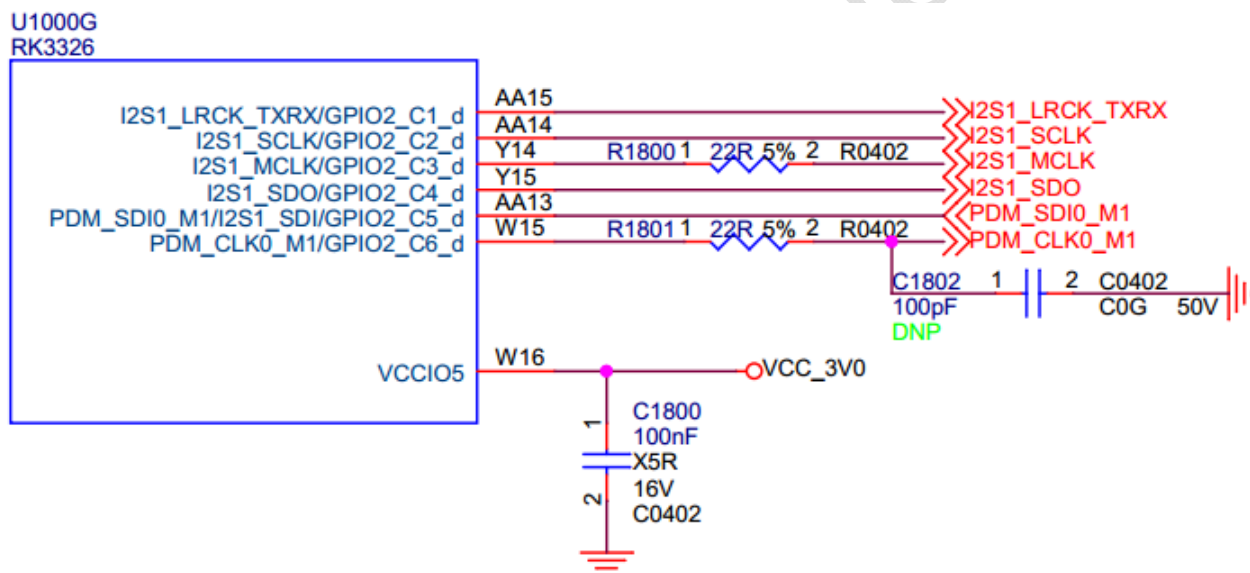 U1000G
RK3326
I2S1_LRCK_TXRX/GPIO2_C1_d AA15 I2S1_LRCK_TXRX
I2S1_SCLK/GPIO2_C2_d AA14 I2S1_SCLK
I2S1_MCLK/GPIO2_C3_d Y14 R1800 1 22R 5% 2 R0402 I2S1_MCLK
I2S1_SDO/GPIO2_C4_d Y15 I2S1_SDO
PDM_SDI0_M1/I2S1_SDI/GPIO2_C5_d AA13 PDM_SDI0_M1
PDM_CLK0_M1/GPIO2_C6_d W15 R1801 1 22R 5% 2 R0402 PDM_CLK0_M1
C1802 1 2 C0402
100pF C0G 50V
DNP
VCCIO5 W16 VCC_3V0
1 C1800
100nF
X5R
2 16V
C0402